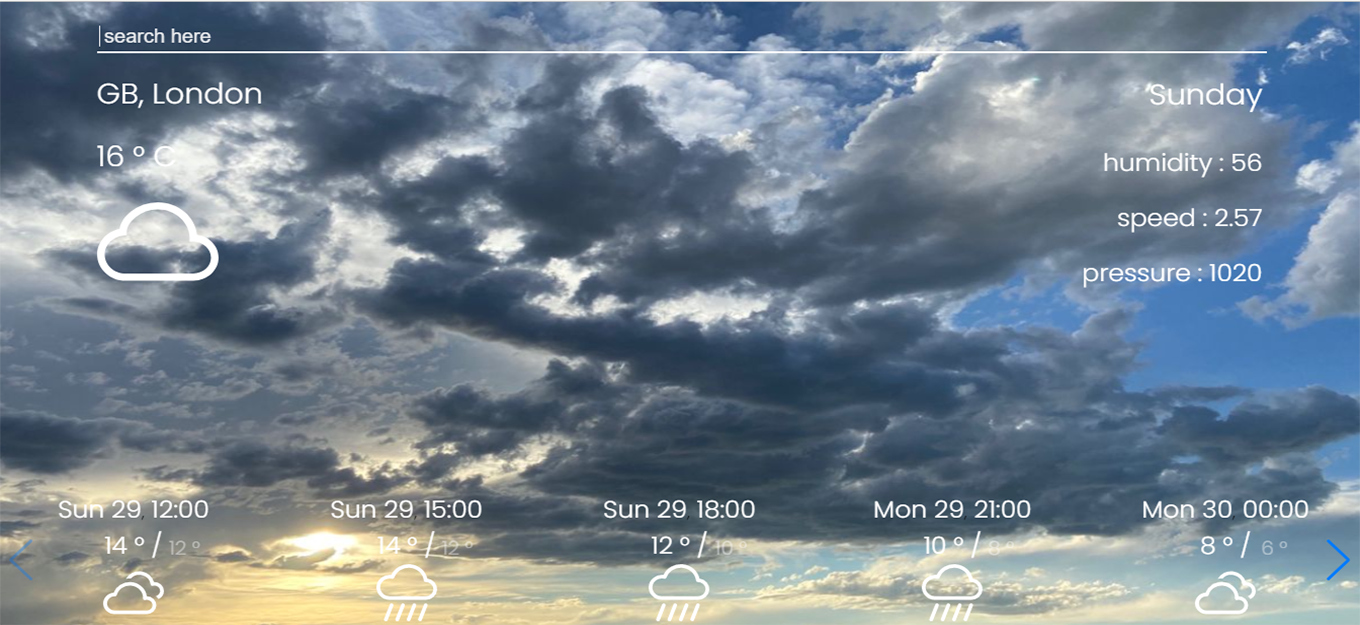 search here
GB, London
Sunday
16 ° C
humidity : 56
speed : 2.57
pressure : 1020
Sun 29, 12:00
Sun 29, 15:00
Sun 29, 18:00
Mon 29, 21:00
Mon 30, 00:00
14 ° / 12 °
14 ° / 12 °
12 ° / 10 °
10 ° /
8 ° / 6 °